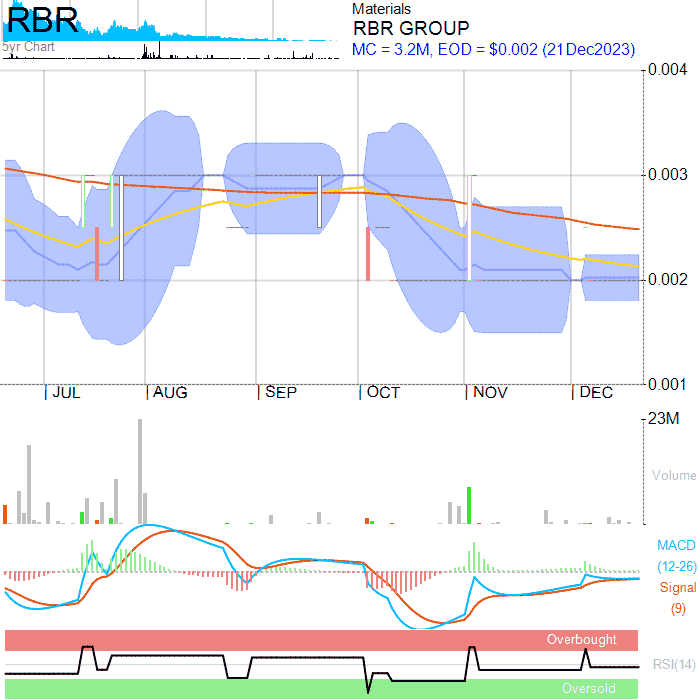 RBR
5yr Chart
Materials
RBR GROUP
MC = 3.2M, EOD = $0.002 (21Dec2023)
0.004
0.003
0.002
0.001
JUL AUG SEP OCT NOV DEC
23M
Volume
MACD
(12-26)
Signal
(9)
Overbought
RSI(14)
Oversold